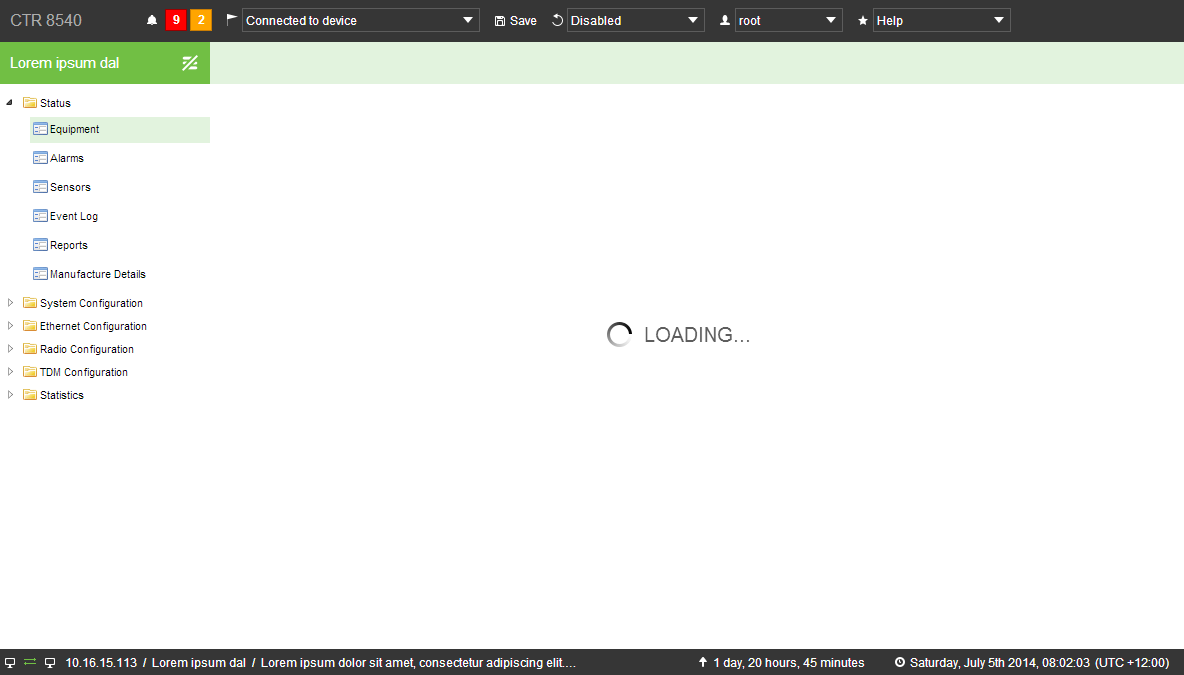 CTR 8540 9 2 Connected to device Save Disabled root Help
Lorem ipsum dal
Status
Equipment
Alarms
Sensors
Event Log
Reports
Manufacture Details
System Configuration
Ethernet Configuration
Radio Configuration
TDM Configuration
Statistics
LOADING...
10.16.15.113 / Lorem ipsum dal / Lorem ipsum dolor sit amet, consectetur adipiscing elit.... 1 day, 20 hours, 45 minutes Saturday, July 5th 2014, 08:02:03 (UTC +12:00)